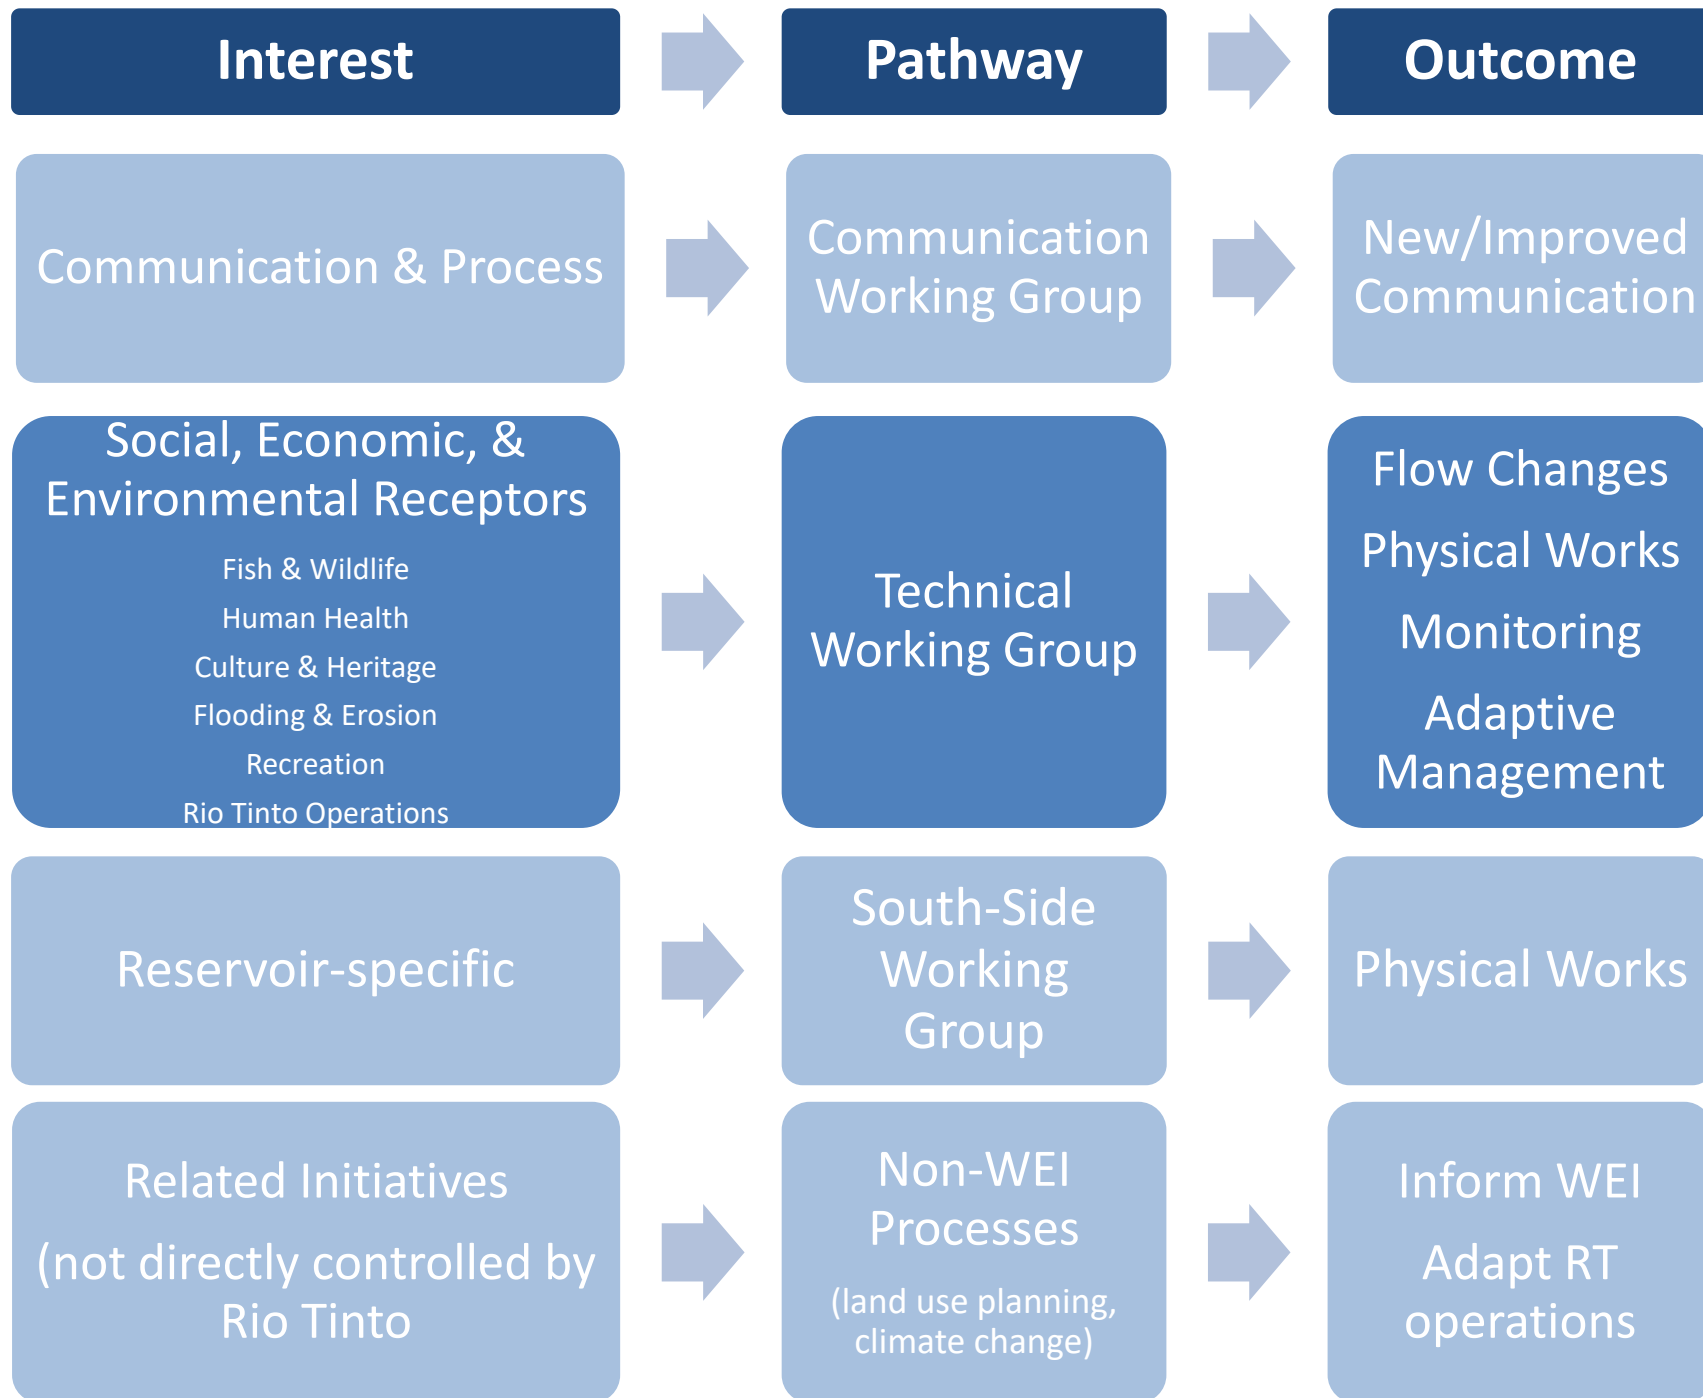 Interest
Pathway
Outcome
Communication & Process
Communication
Working Group
New/Improved
Communication
Social, Economic, &
Environmental Receptors
Fish & Wildlife
Human Health
Culture & Heritage
Flooding & Erosion
Recreation
Rio Tinto Operations
Technical
Working Group
Flow Changes
Physical Works
Monitoring
Adaptive
Management
Reservoir-specific
South-Side
Working
Group
Physical Works
Related Initiatives
(not directly controlled by
Rio Tinto
Non-WEI
Processes
(land use planning,
climate change)
Inform WEI
Adapt RT
operations